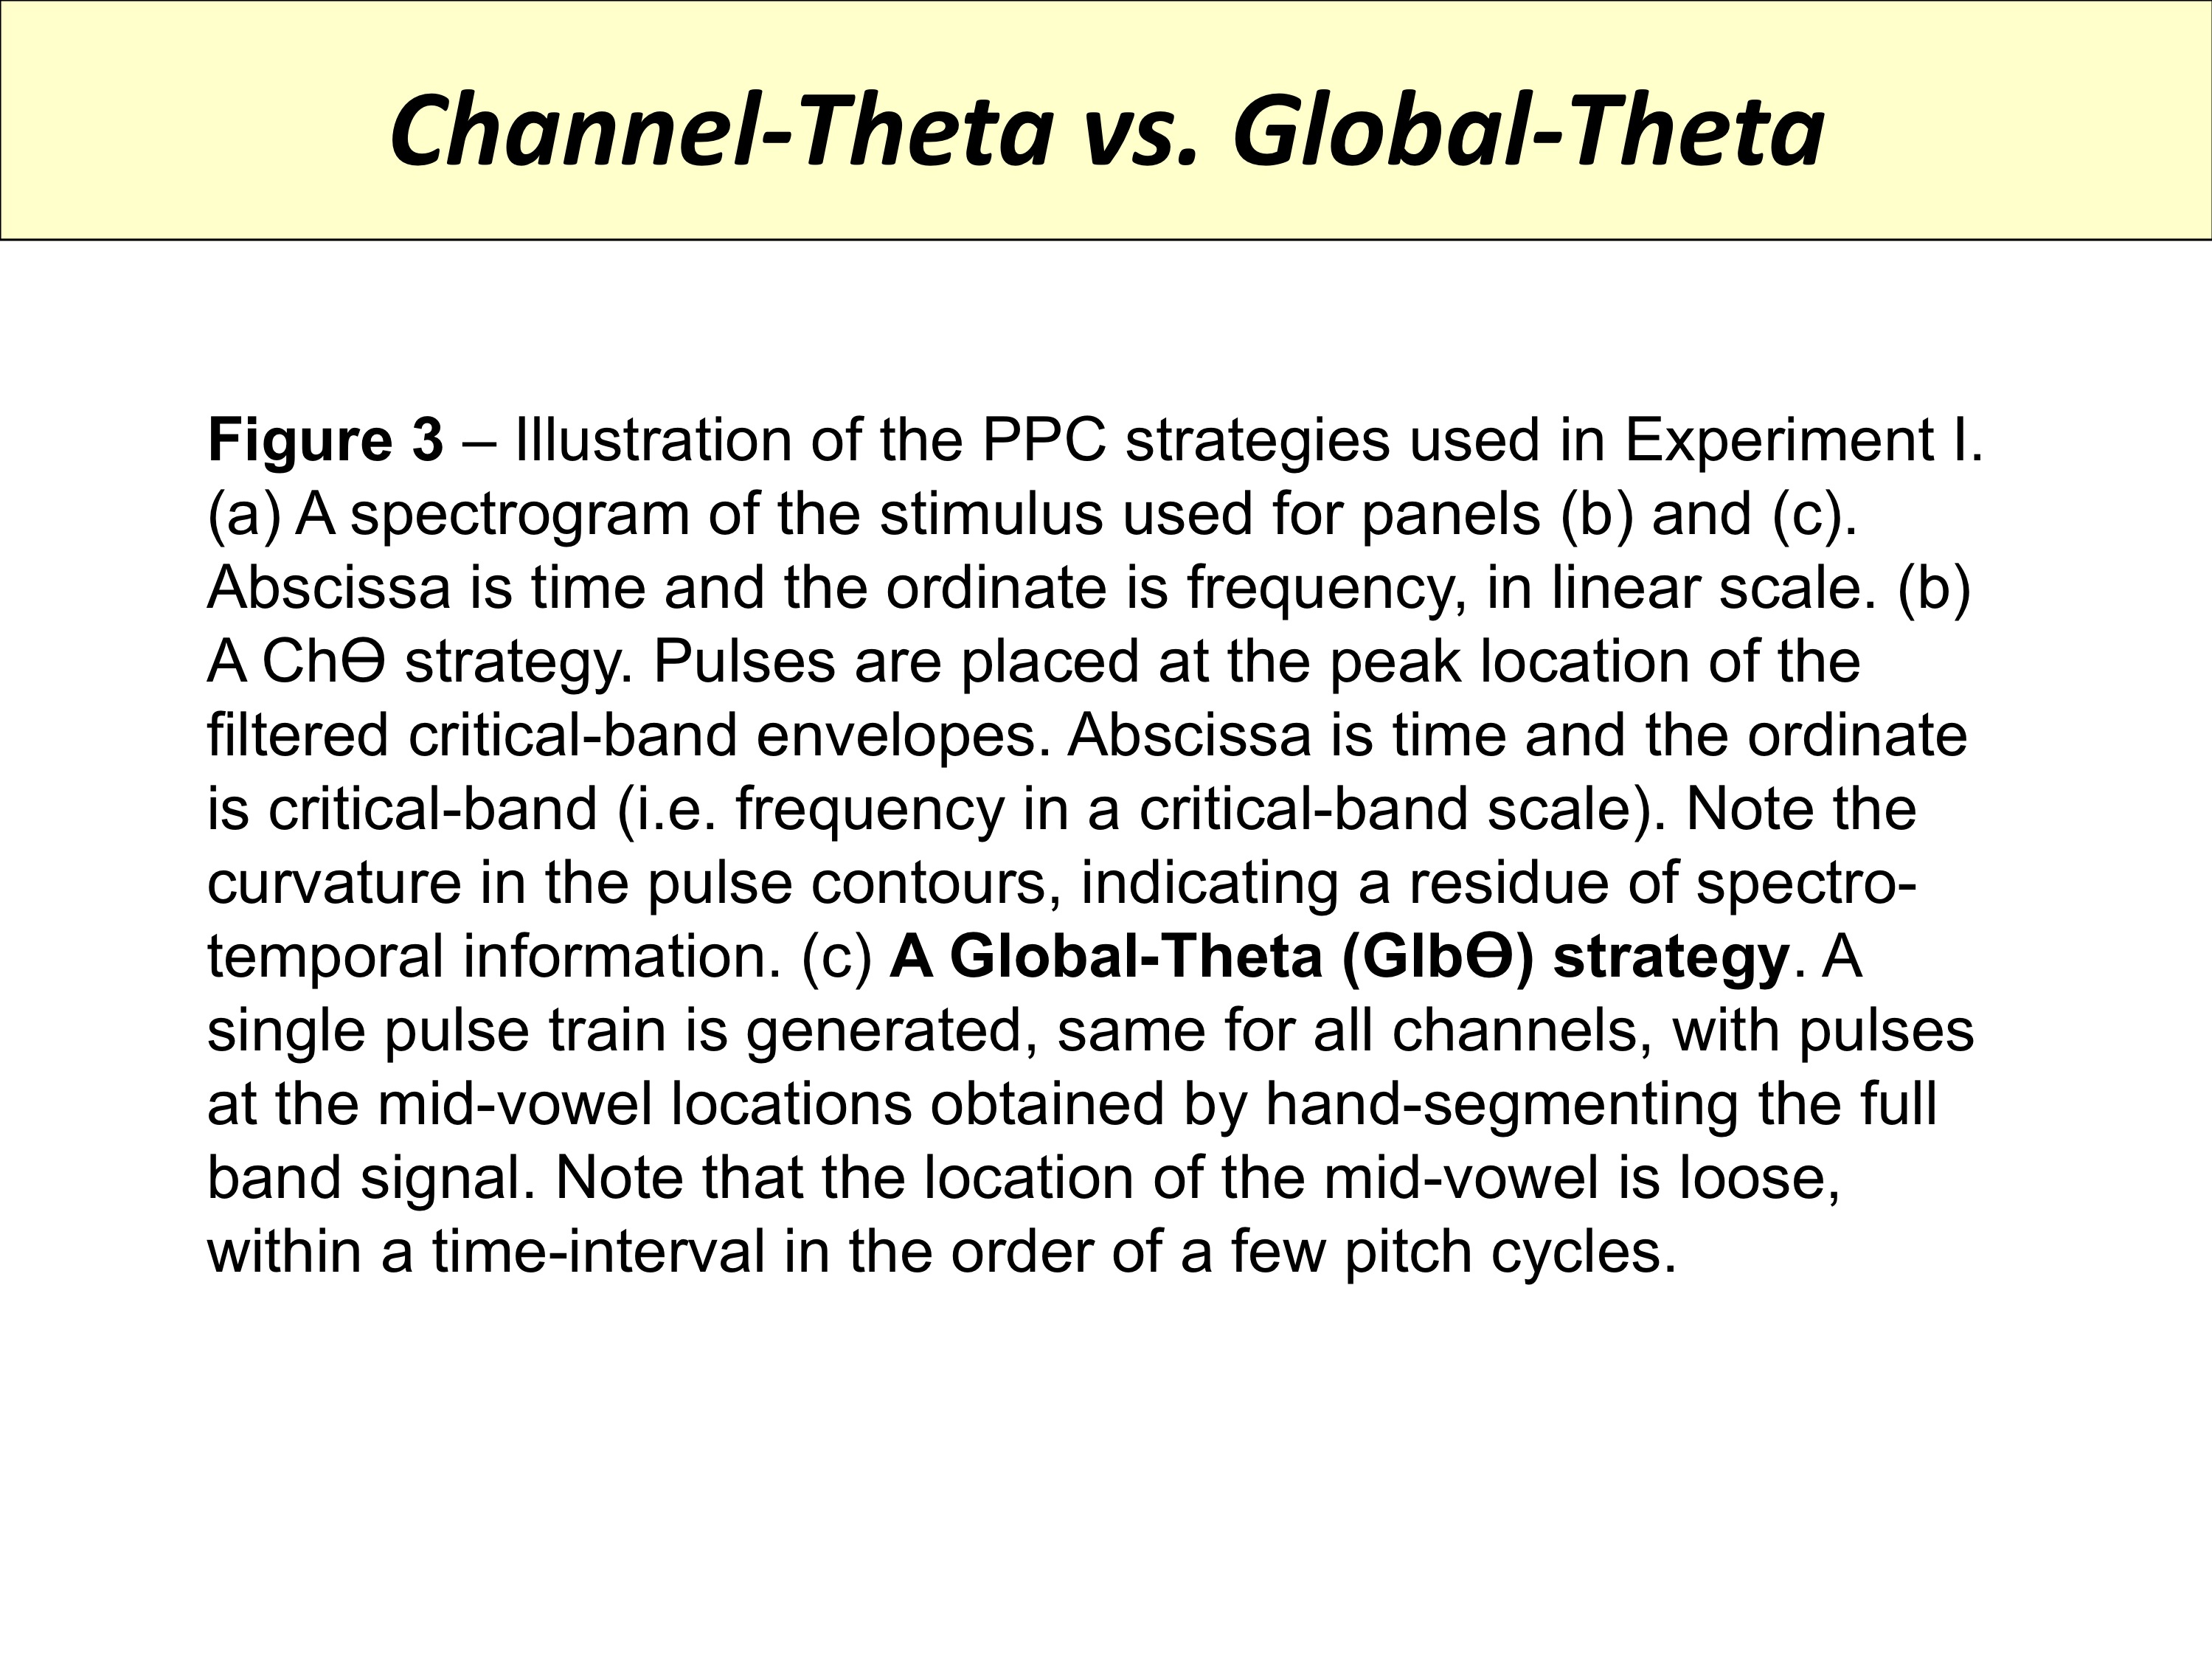 Channel-Theta vs. Global-Theta
Figure 3 – Illustration of the PPC strategies used in Experiment I.
(a) A spectrogram of the stimulus used for panels (b) and (c).
Abscissa is time and the ordinate is frequency, in linear scale. (b)
A ChƟ strategy. Pulses are placed at the peak location of the
filtered critical-band envelopes. Abscissa is time and the ordinate
is critical-band (i.e. frequency in a critical-band scale). Note the
curvature in the pulse contours, indicating a residue of spectro-
temporal information. (c) A Global-Theta (GlbƟ) strategy. A
single pulse train is generated, same for all channels, with pulses
at the mid-vowel locations obtained by hand-segmenting the full
band signal. Note that the location of the mid-vowel is loose,
within a time-interval in the order of a few pitch cycles.